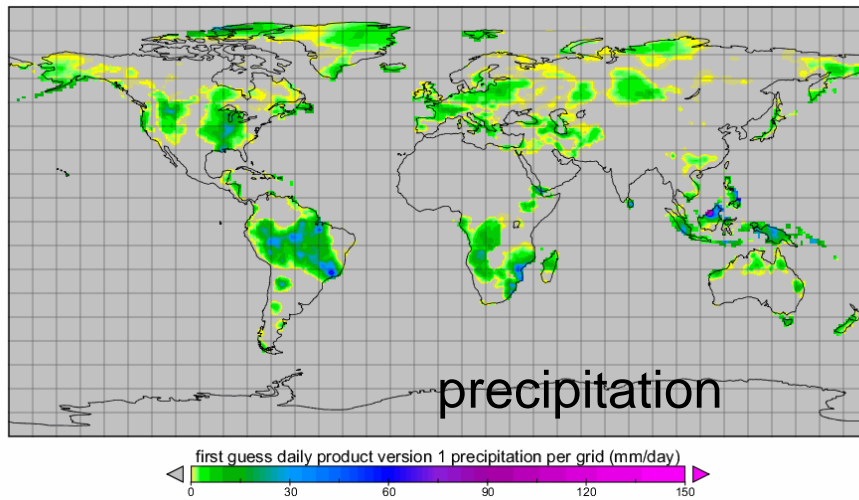 precipitation
first guess daily product version 1 precipitation per grid (mm/day)
0 30 60 90 120 150